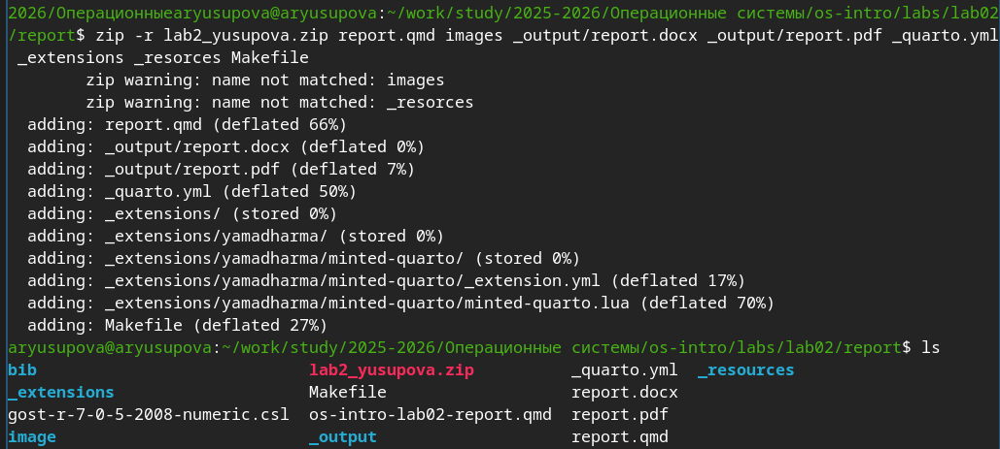 2026/Операционныеaryusupova@aryusupova:~/work/study/2025-2026/Операционные системы/os-intro/labs/lab02
/report$ zip -r lab2_yusupova.zip report.qmd images _output/report.docx _output/report.pdf _quarto.yml
 _extensions _resorces Makefile
        zip warning: name not matched: images
        zip warning: name not matched: _resorces
  adding: report.qmd (deflated 66%)
  adding: _output/report.docx (deflated 0%)
  adding: _output/report.pdf (deflated 7%)
  adding: _quarto.yml (deflated 50%)
  adding: _extensions/ (stored 0%)
  adding: _extensions/yamadharma/ (stored 0%)
  adding: _extensions/yamadharma/minted-quarto/ (stored 0%)
  adding: _extensions/yamadharma/minted-quarto/_extension.yml (deflated 17%)
  adding: _extensions/yamadharma/minted-quarto/minted-quarto.lua (deflated 70%)
  adding: Makefile (deflated 27%)
aryusupova@aryusupova:~/work/study/2025-2026/Операционные системы/os-intro/labs/lab02/report$ ls
bib                            lab2_yusupova.zip          _quarto.yml  _resources
_extensions                    Makefile                   report.docx
gost-r-7-0-5-2008-numeric.csl  os-intro-lab02-report.qmd  report.pdf
image                          _output                    report.qmd